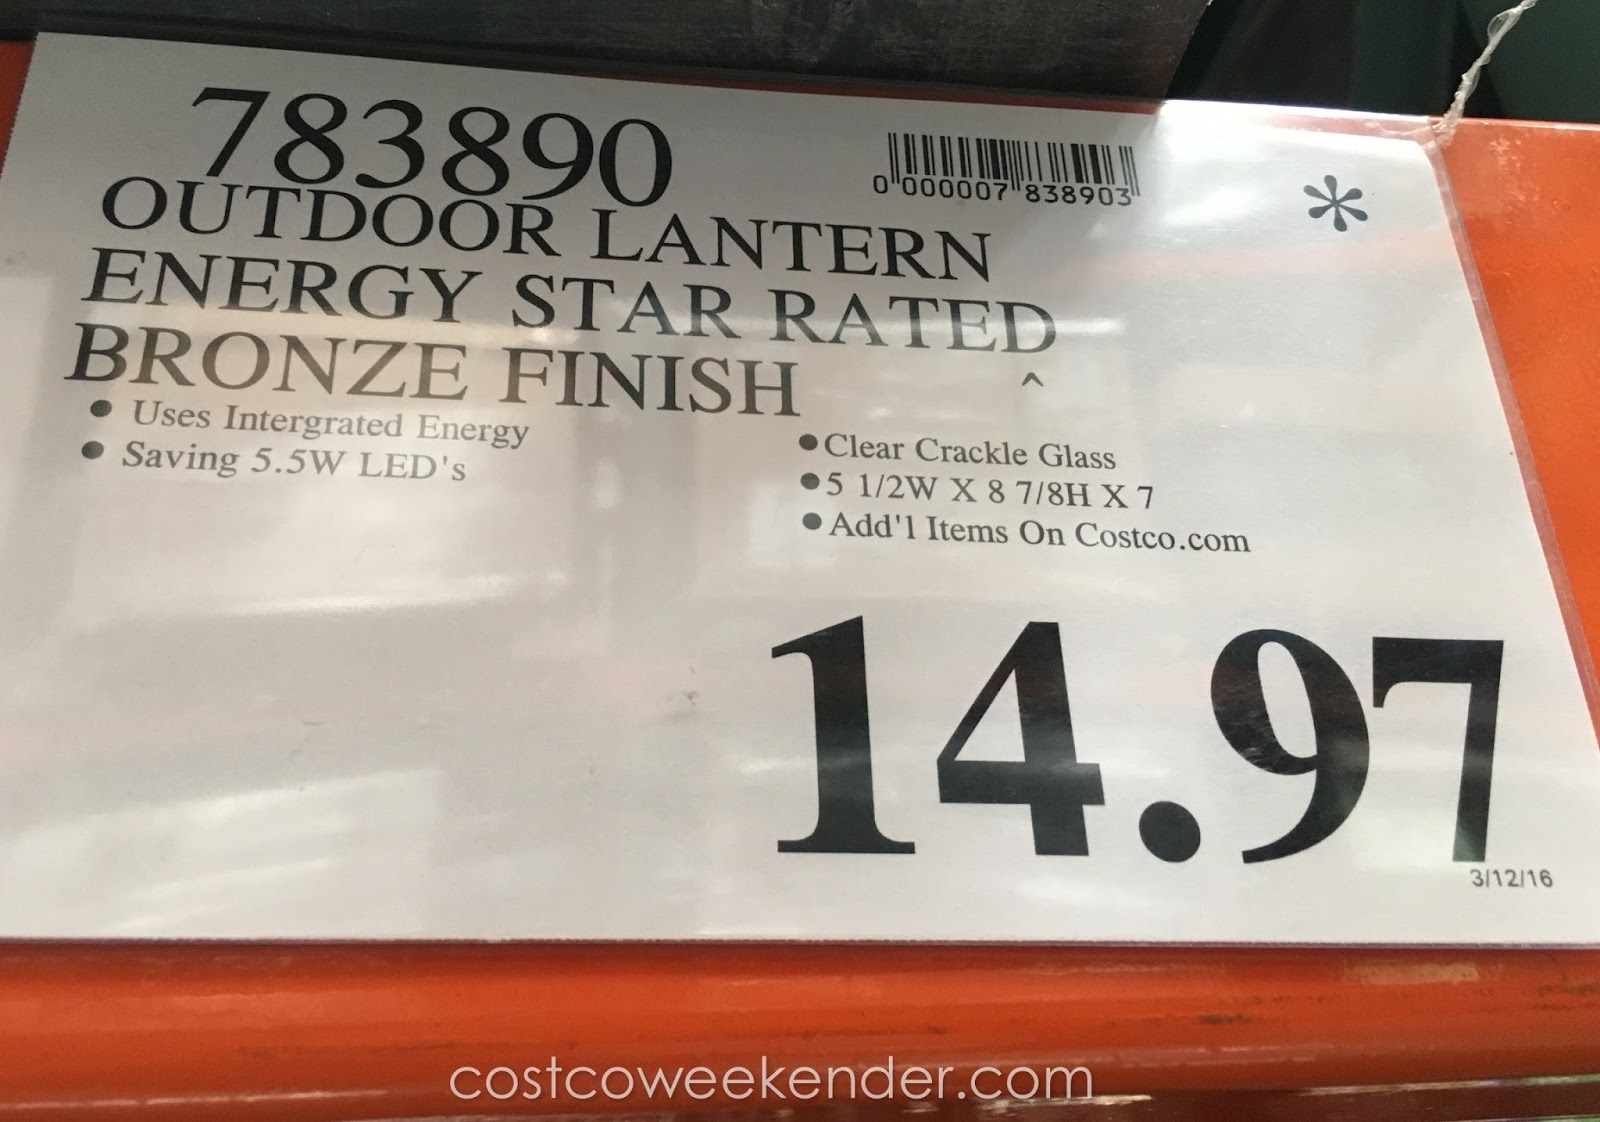 783890
0 000007 838903
*
OUTDOOR LANTERN
ENERGY STAR RATED
^
BRONZE FINISH
• Uses Intergrated Energy
• Saving 5.5W LED's
•Clear Crackle Glass
•5 1/2W X 8 7/8H X 7
•Add'l Items On Costco.com
14.97
3/12/16
costcoweekender.com